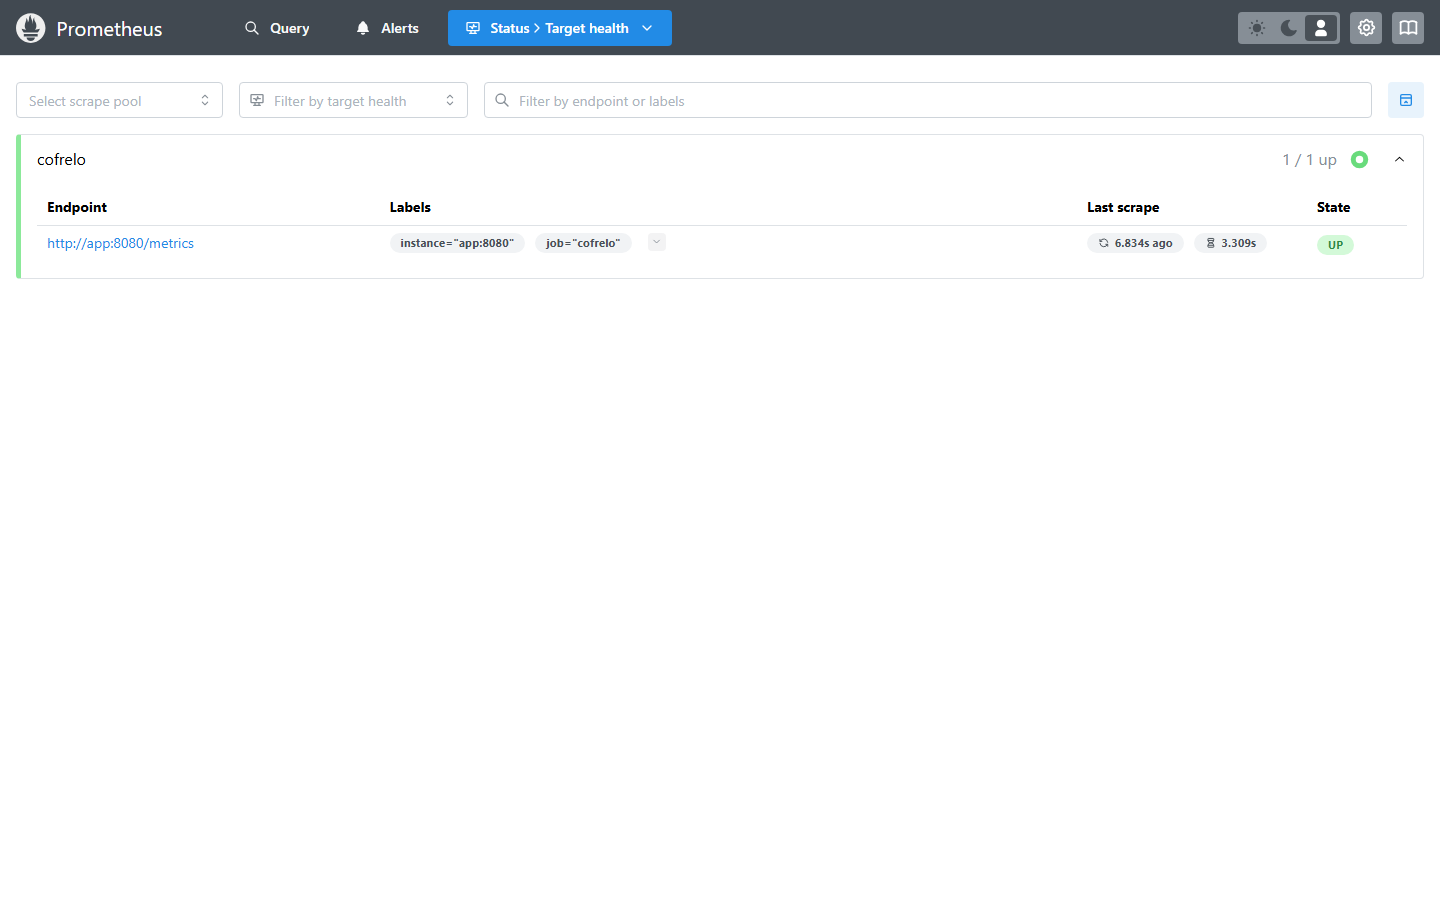 Prometheus
Query
Alerts
Status > Target health
Select scrape pool
Filter by target health
Filter by endpoint or labels
cofrelo
1 / 1 up
Endpoint Labels Last scrape State
http://app:8080/metrics instance="app:8080" job="cofrelo" 6.834s ago 3.309s UP